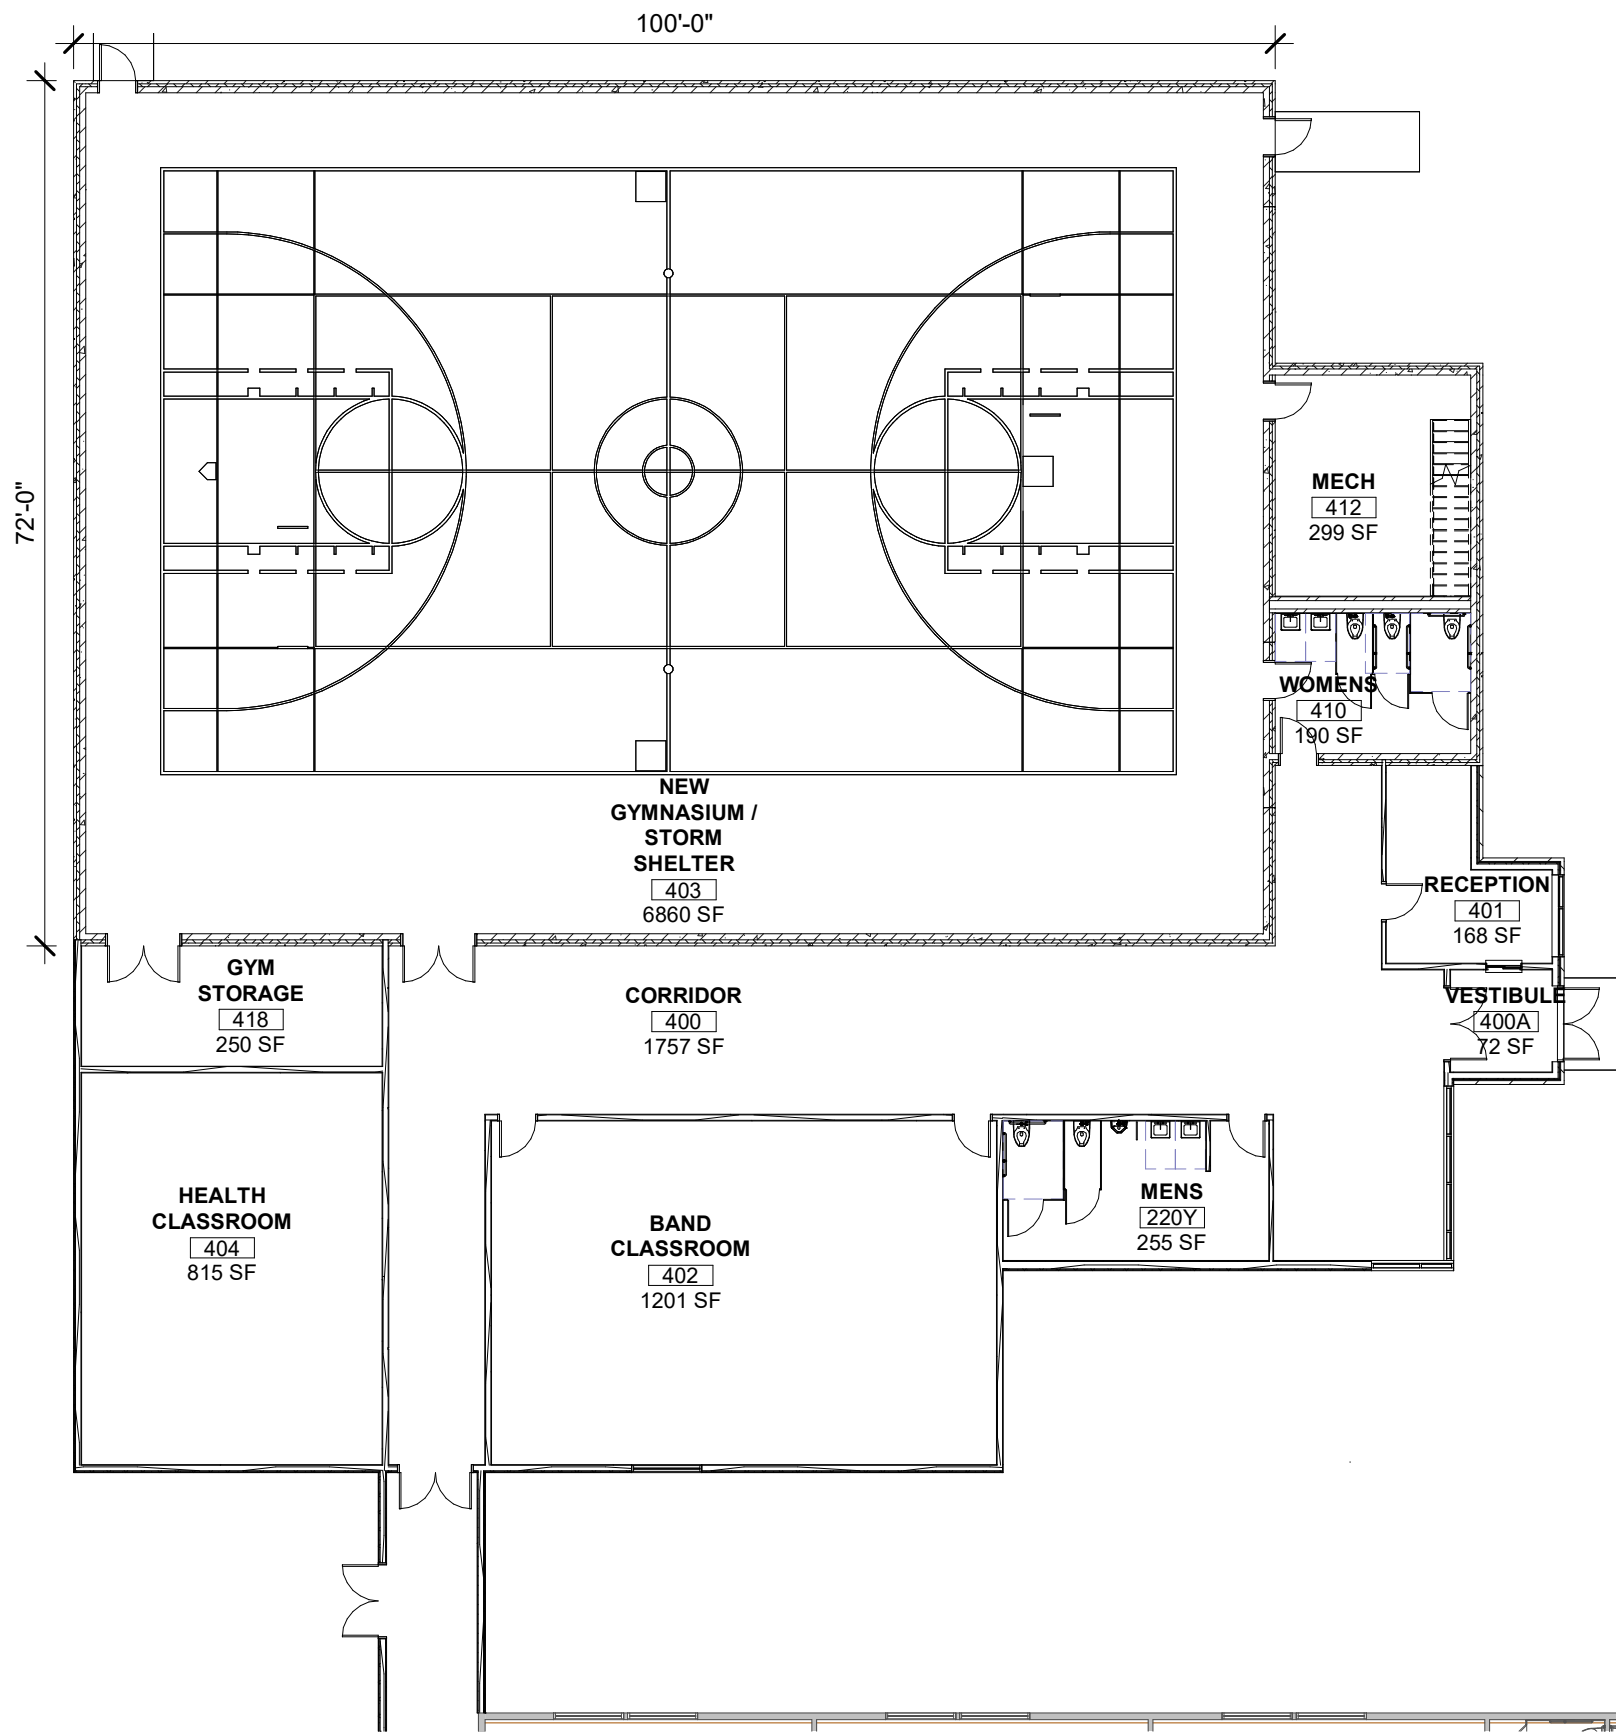 100'-0"
72'-0"
MECH
412
299 SF
WOMENS
410
190 SF
NEW
GYMNASIUM /
STORM
SHELTER
403
6860 SF
RECEPTION
401
168 SF
GYM
STORAGE
418
250 SF
CORRIDOR
400
1757 SF
VESTIBULE
400A
72 SF
HEALTH
CLASSROOM
404
815 SF
BAND
CLASSROOM
402
1201 SF
MENS
220Y
255 SF